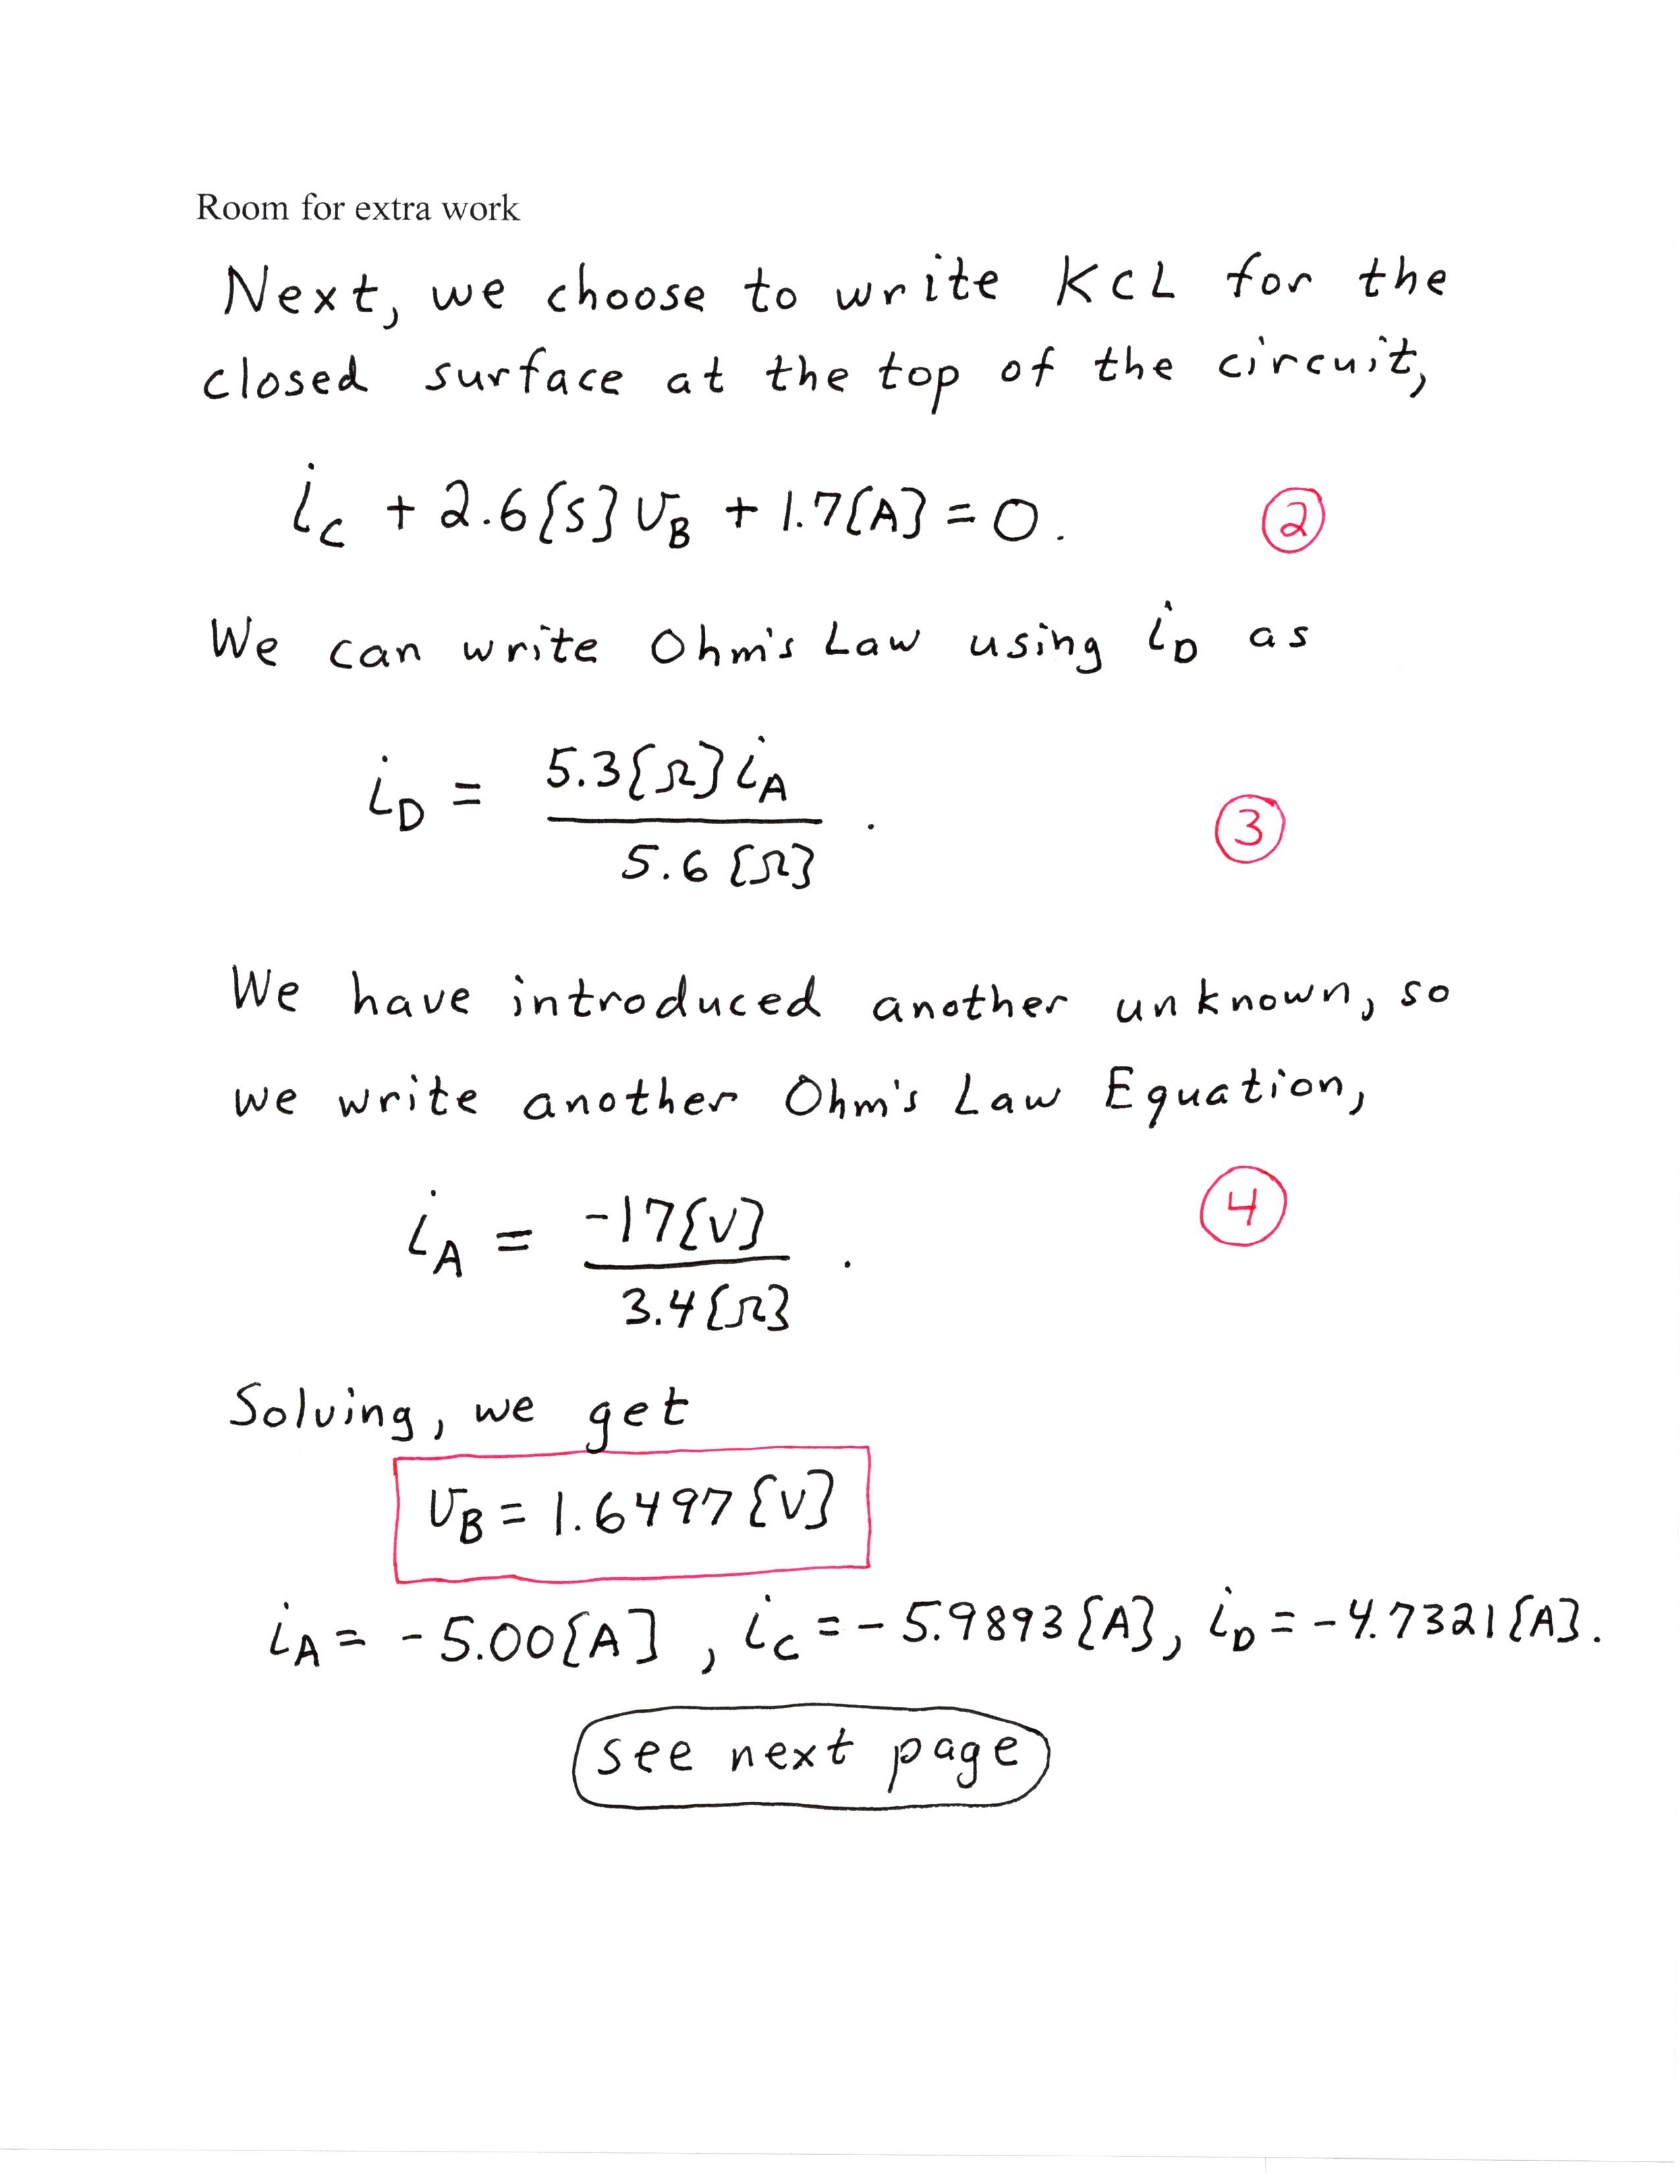 Room for extra work
Next, we choose to write KCL for the
closed surface at the top of the circuit,
i_C + 2.6{S}v_B + 1.7{A} = 0. ②
We can write Ohm's Law using i_D as
i_D = 5.3{Ω}i_A / 5.6{Ω} . ③
We have introduced another unknown, so
we write another Ohm's Law Equation,
i_A = -17{V} / 3.4{Ω} . ④
Solving, we get
v_B = 1.6497{V}
i_A = -5.00[A], i_C = -5.9893{A}, i_D = -4.7321{A}.
see next page